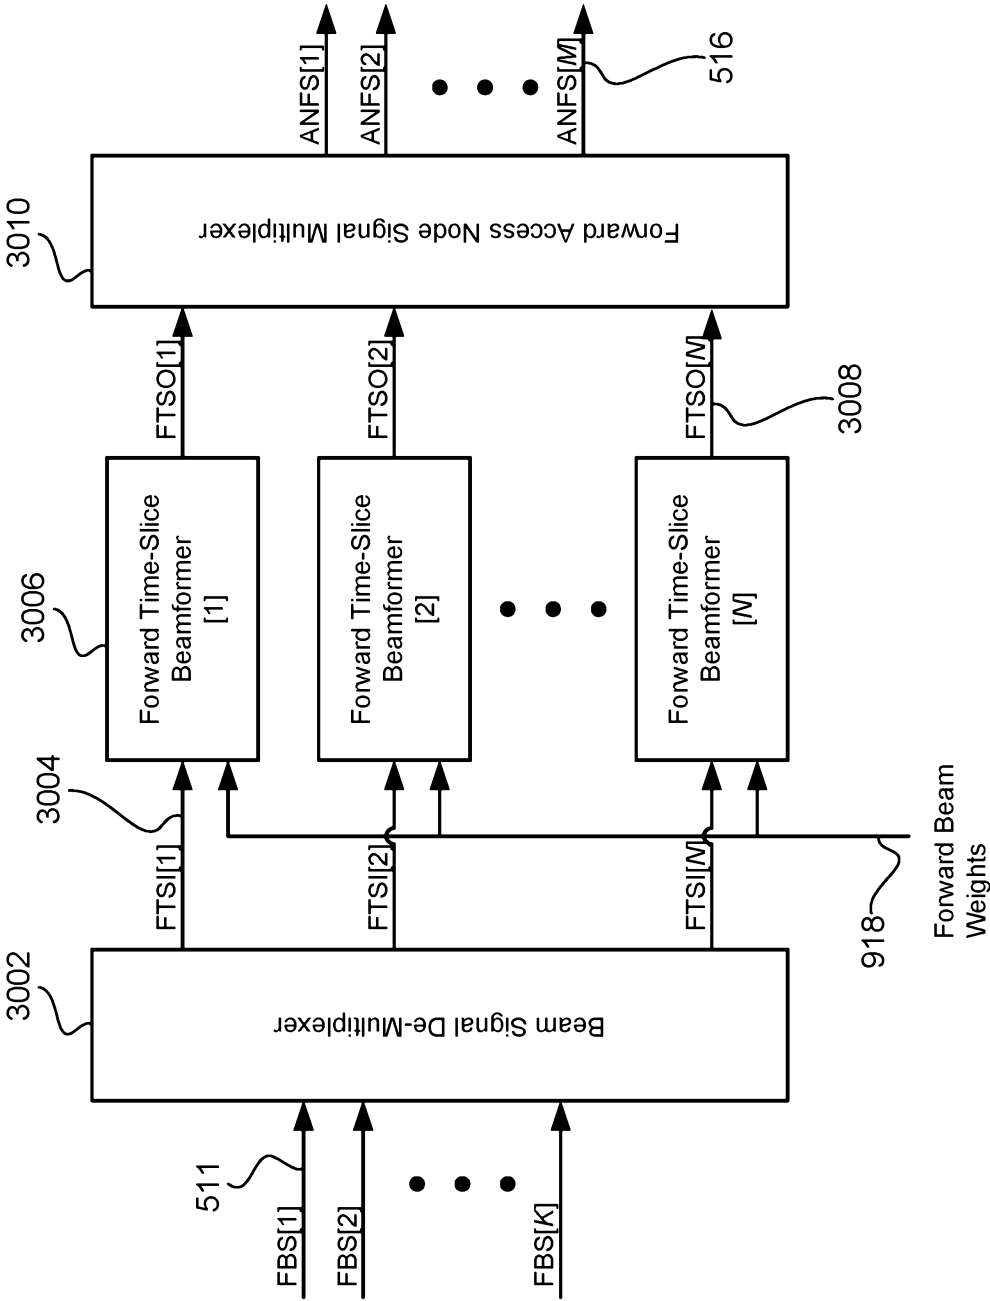 3002
3004
3006
3010
FBS[1]
511
FBS[2]
FBS[K]
Beam Signal De-Multiplexer
FTSI[1]
FTSI[2]
FTSI[N]
918
Forward Beam
Weights
Forward Time-Slice
Beamformer
[1]
Forward Time-Slice
Beamformer
[2]
Forward Time-Slice
Beamformer
[N]
FTSO[1]
FTSO[2]
FTSO[N]
3008
Forward Access Node Signal Multiplexer
ANFS[1]
ANFS[2]
ANFS[M]
516